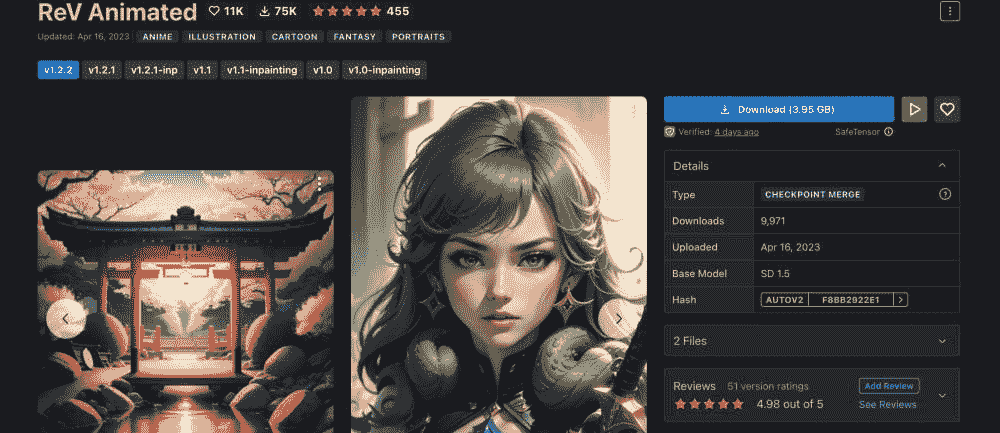 ReV Animated 11K 75K 455
Updated: Apr 16, 2023 ANIME ILLUSTRATION CARTOON FANTASY PORTRAITS
v1.2.2 v1.2.1 v1.2.1-inp v1.1 v1.1-inpainting v1.0 v1.0-inpainting
Download (3.95 GB)
Verified: 4 days ago SafeTensor
Details
Type CHECKPOINT MERGE
Downloads 9,971
Uploaded Apr 16, 2023
Base Model SD 1.5
Hash AUTOV2 F8BB2922E1
2 Files
Reviews 51 version ratings Add Review
4.98 out of 5 See Reviews